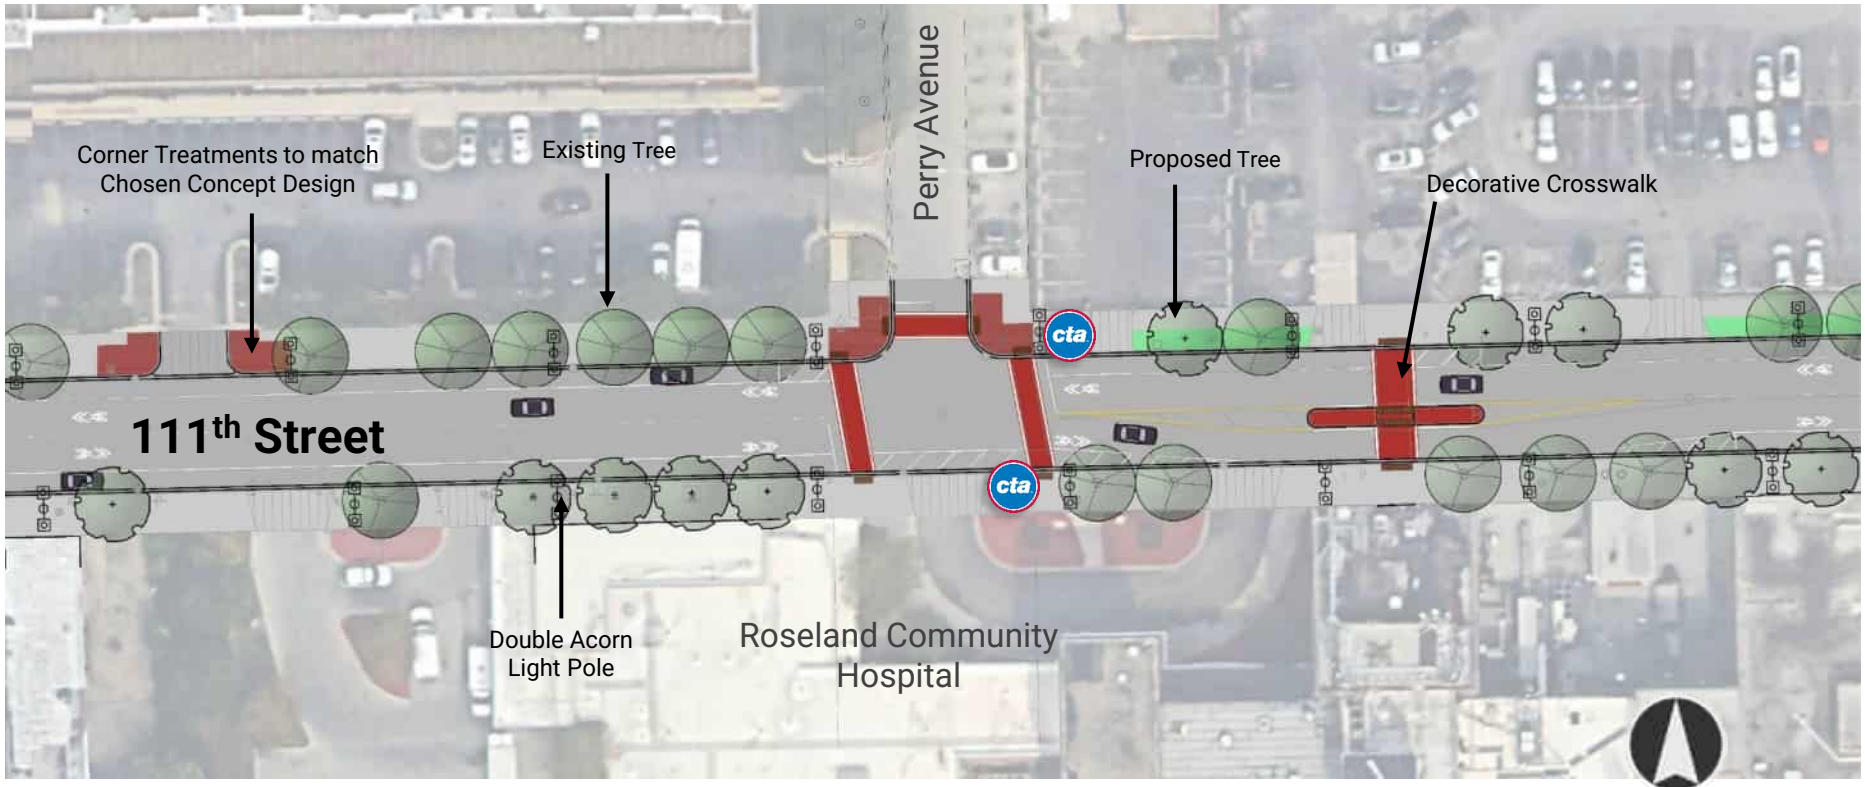 Perry Avenue
Corner Treatments to match
Chosen Concept Design
Existing Tree
Proposed Tree
Decorative Crosswalk
cta
111th Street
cta
Double Acorn
Light Pole
Roseland Community
Hospital